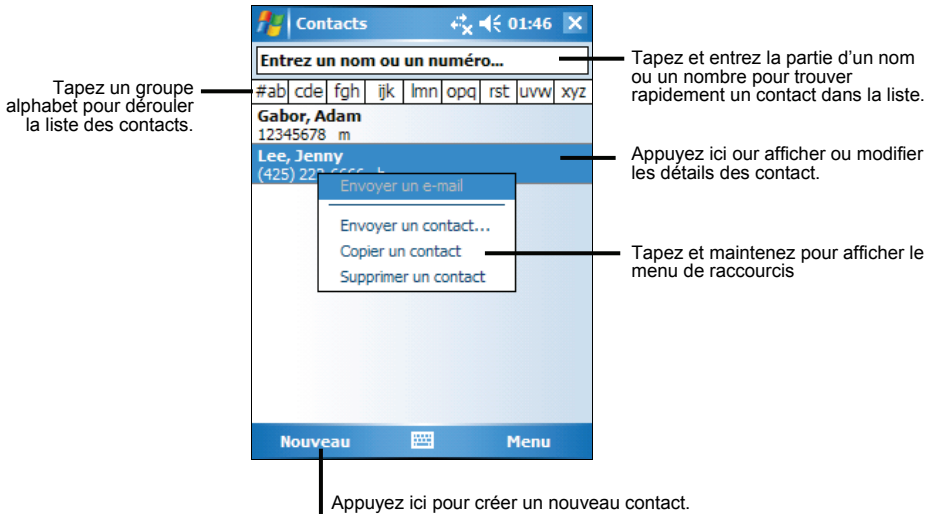 Contacts 01:46
Entrez un nom ou un numéro...
#ab cde fgh ijk lmn opq rst uvw xyz
Gabor, Adam
12345678 m
Lee, Jenny
(425) 222
Envoyer un e-mail
Envoyer un contact...
Copier un contact
Supprimer un contact
Nouveau Menu
Tapez un groupe
alphabet pour dérouler
la liste des contacts.
Tapez et entrez la partie d’un nom
ou un nombre pour trouver
rapidement un contact dans la liste.
Appuyez ici our afficher ou modifier
les détails des contact.
Tapez et maintenez pour afficher le
menu de raccourcis
Appuyez ici pour créer un nouveau contact.